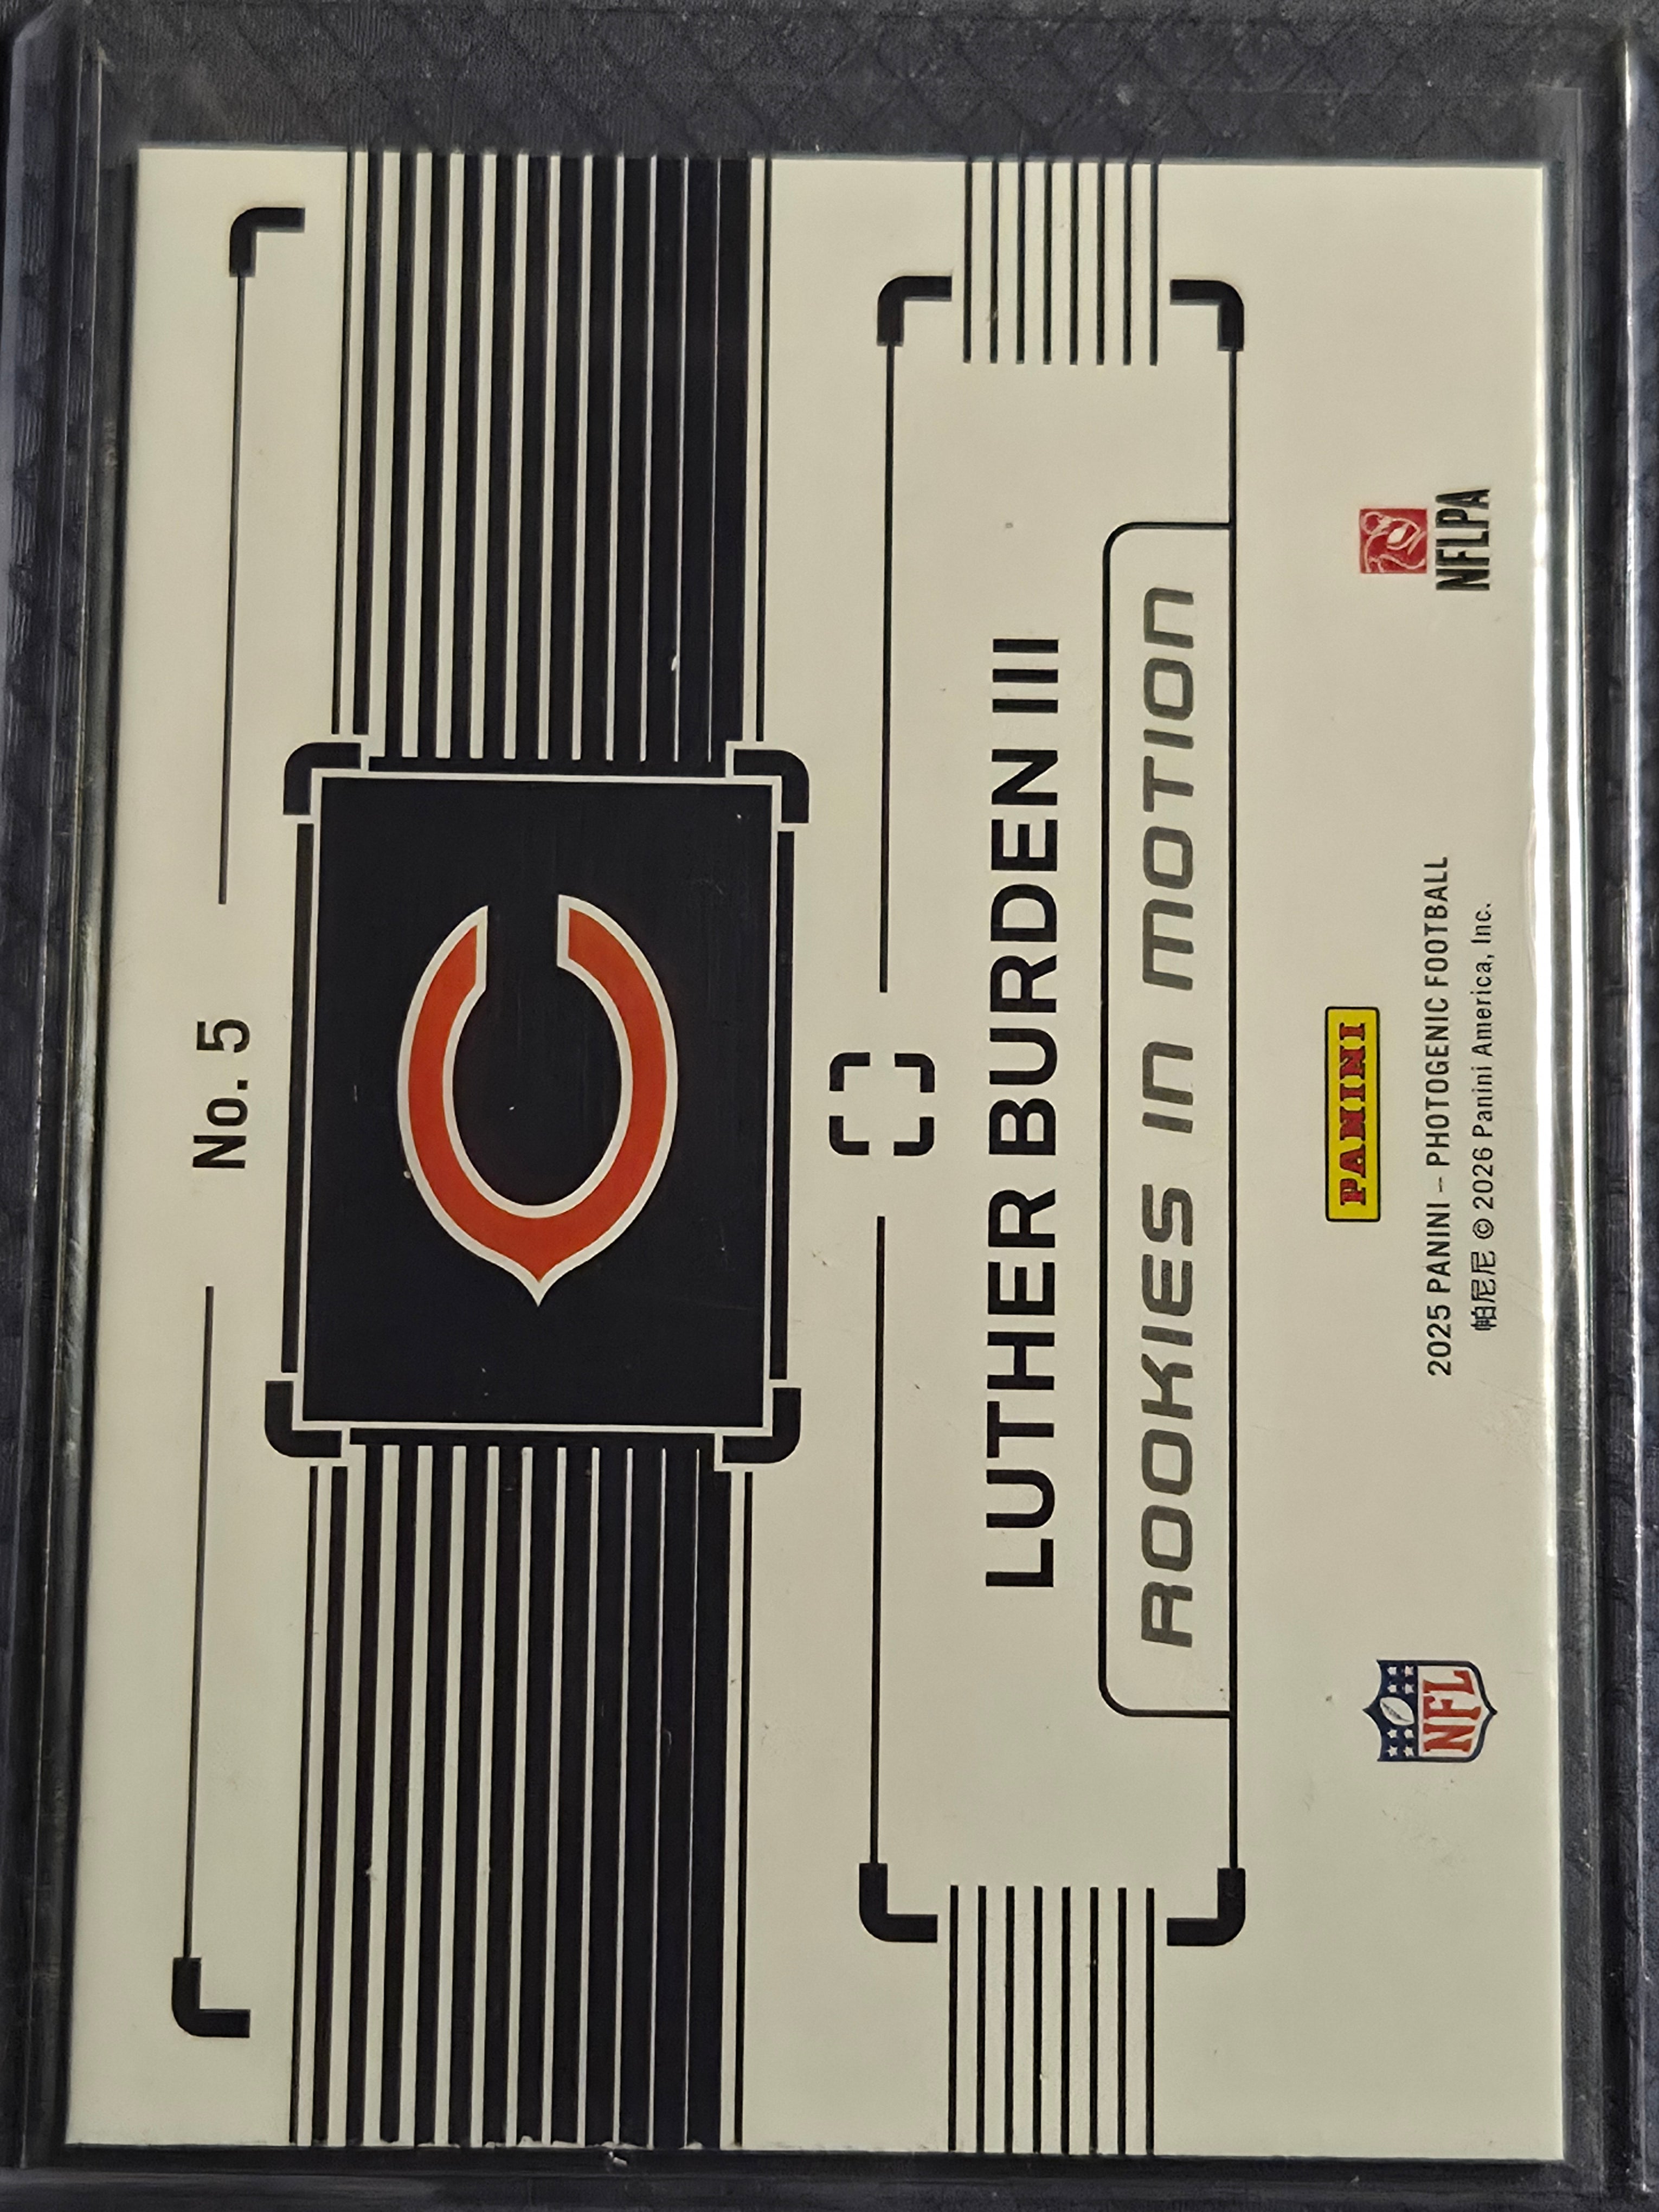 No. 5
LUTHER BURDEN III
ROOKIES IN MOTION
NFL
PANINI
NFLPA
2025 PANINI – PHOTOGENIC FOOTBALL
帕尼尼 © 2026 Panini America, Inc.